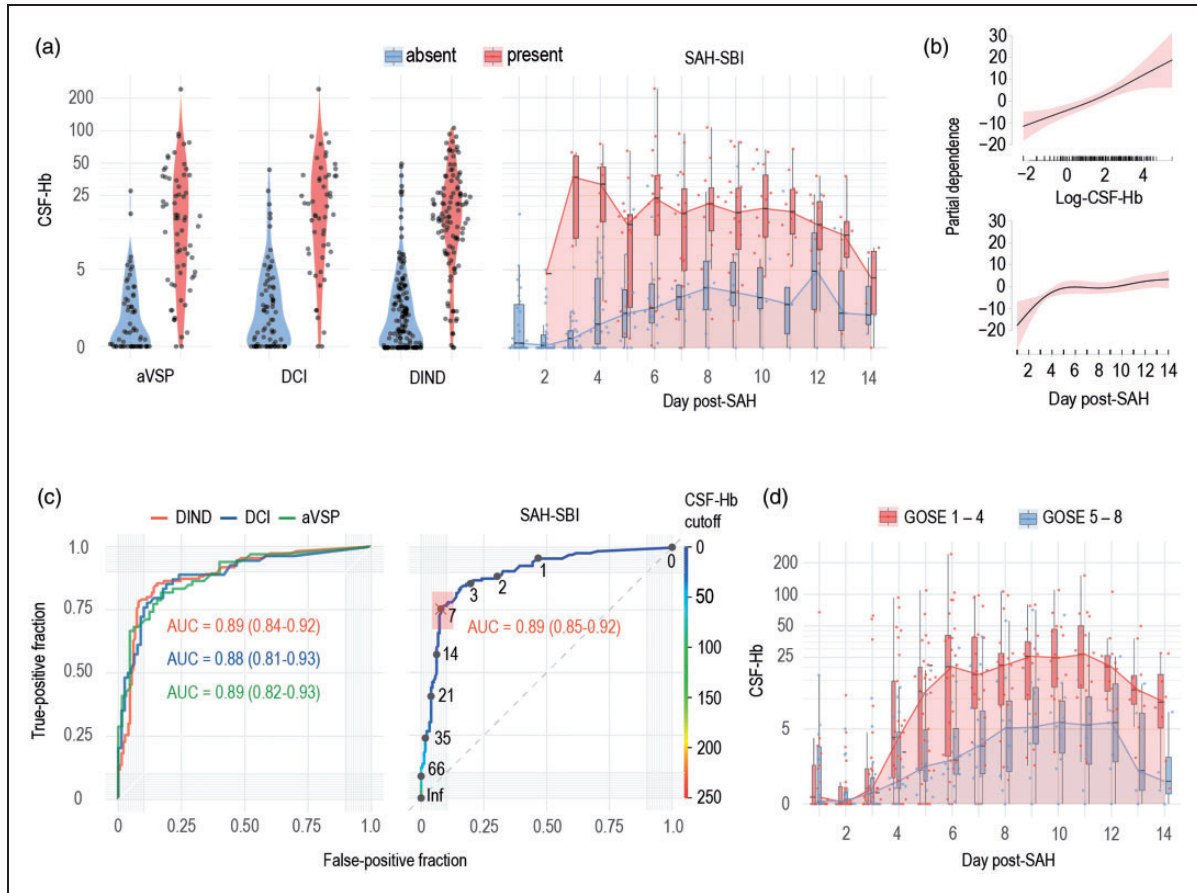 (a)
absent present
SAH-SBI
CSF-Hb
200
100
50
25
5
0
aVSP DCI DIND
2 4 6 8 10 12 14
Day post-SAH
(b)
30
20
10
0
−10
−20
−2 0 2 4
Log-CSF-Hb
Partial dependence
30
20
10
0
−10
−20
2 4 6 8 10 12 14
Day post-SAH
(c)
DIND DCI aVSP
True-positive fraction
1.0
0.75
0.50
0.25
0
AUC = 0.89 (0.84-0.92)
AUC = 0.88 (0.81-0.93)
AUC = 0.89 (0.82-0.93)
0 0.25 0.50 0.75 1.0
SAH-SBI
0
1
2
3
7
AUC = 0.89 (0.85-0.92)
14
21
35
66
Inf
0 0.25 0.50 0.75 1.0
False-positive fraction
CSF-Hb
cutoff
0
50
100
150
200
250
(d)
GOSE 1 – 4 GOSE 5 – 8
CSF-Hb
200
100
50
25
5
0
2 4 6 8 10 12 14
Day post-SAH